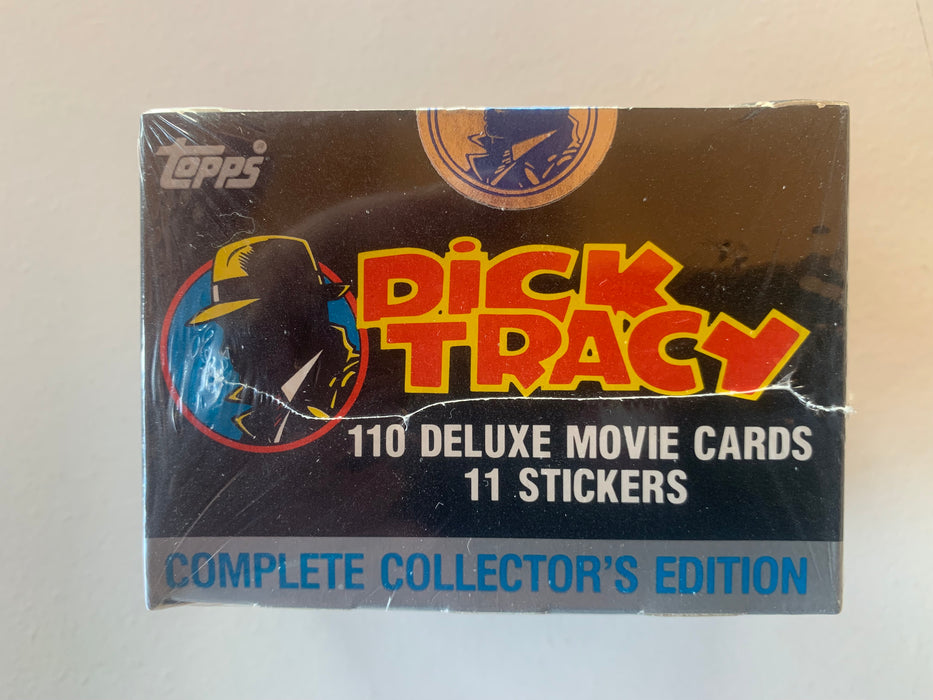 Topps
DiCK
TRACY
110 DELUXE MOVIE CARDS
11 STICKERS
COMPLETE COLLECTOR'S EDITION